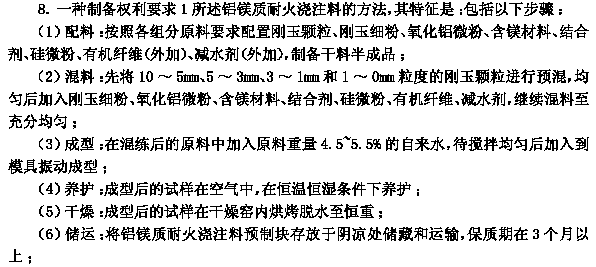 8. 一种制备权利要求1所述铝镁质耐火浇注料的方法,其特征是:包括以下步骤:
(1)配料:按照各组分原料要求配置刚玉颗粒、刚玉细粉、氧化铝微粉、含镁材料、结合
剂、硅微粉、有机纤维(外加)、减水剂(外加),制备干料半成品;
(2)混料:先将10～5mm、5～3mm、3～1mm和1～0mm粒度的刚玉颗粒进行预混,均
匀后加入刚玉细粉、氧化铝微粉、含镁材料、结合剂、硅微粉、有机纤维、减水剂,继续混料至
充分均匀;
(3)成型:在混练后的原料中加入原料重量4.5~5.5%的自来水,待搅拌均匀后加入到
模具振动成型;
(4)养护:成型后的试样在空气中,在恒温恒湿条件下养护;
(5)干燥:成型后的试样在干燥窑内烘烤脱水至恒重;
(6)储运:将铝镁质耐火浇注料预制块存放于阴凉处储藏和运输,保质期在3个月以
上;